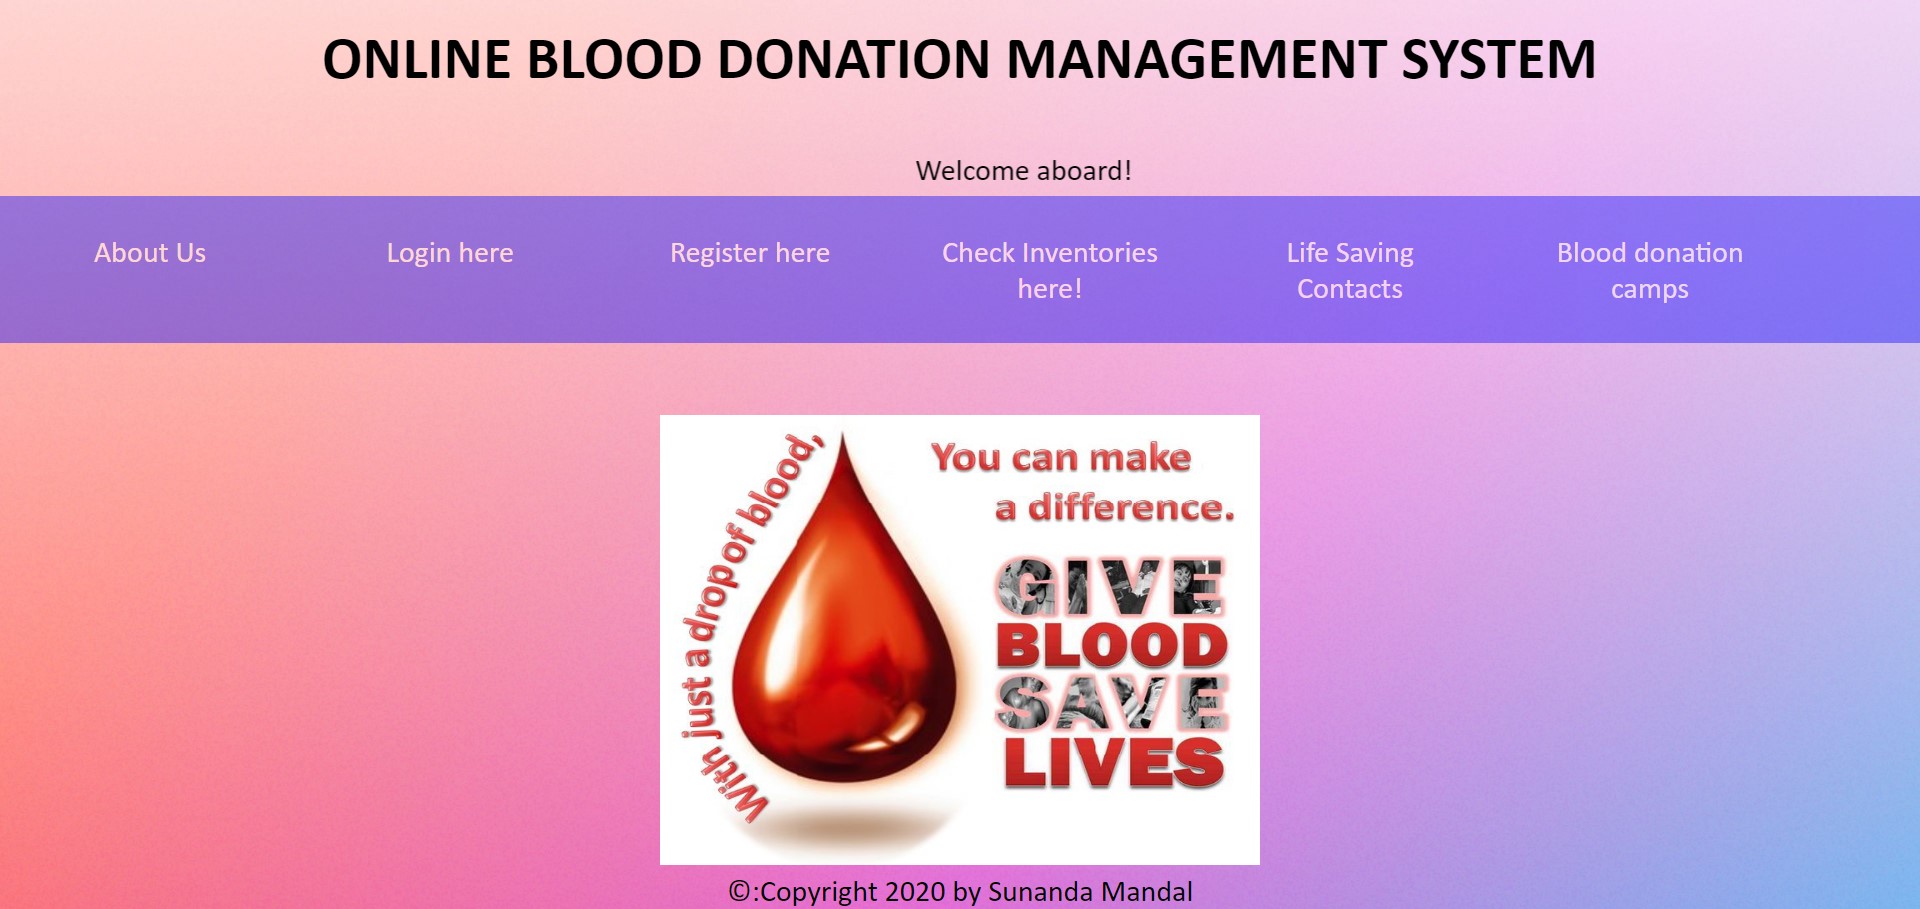 ONLINE BLOOD DONATION MANAGEMENT SYSTEM
Welcome aboard!
About Us
Login here
Register here
Check Inventories
here!
Life Saving
Contacts
Blood donation
camps
With just a drop of blood,
You can make
a difference.
GIVE
BLOOD
SAVE
LIVES
©:Copyright 2020 by Sunanda Mandal